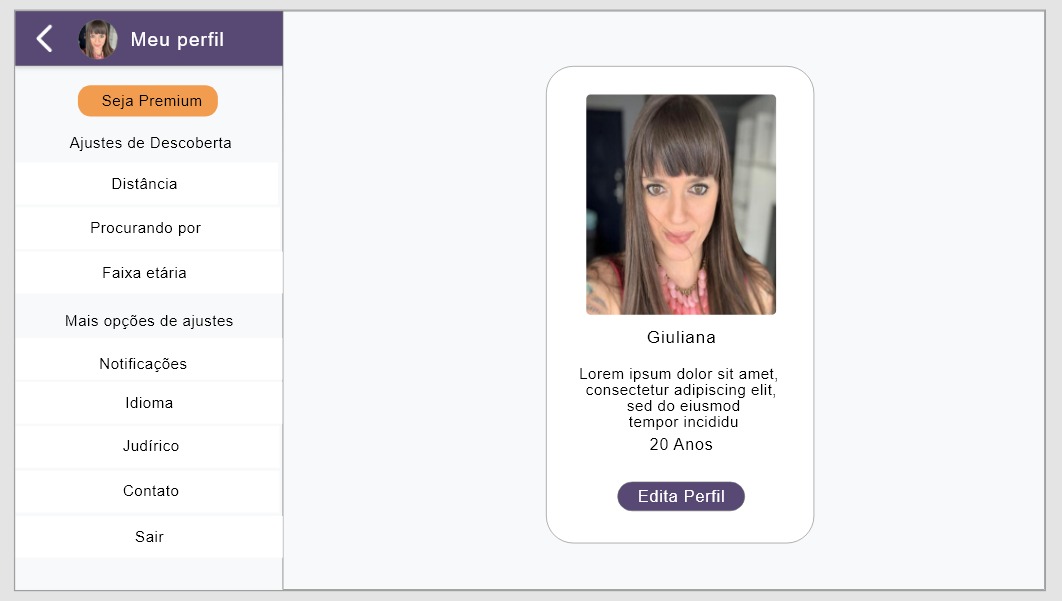 Meu perfil
Seja Premium
Ajustes de Descoberta
Distância
Procurando por
Faixa etária
Mais opções de ajustes
Notificações
Idioma
Judírico
Contato
Sair
Giuliana
Lorem ipsum dolor sit amet,
consectetur adipiscing elit,
sed do eiusmod
tempor incididu
20 Anos
Edita Perfil